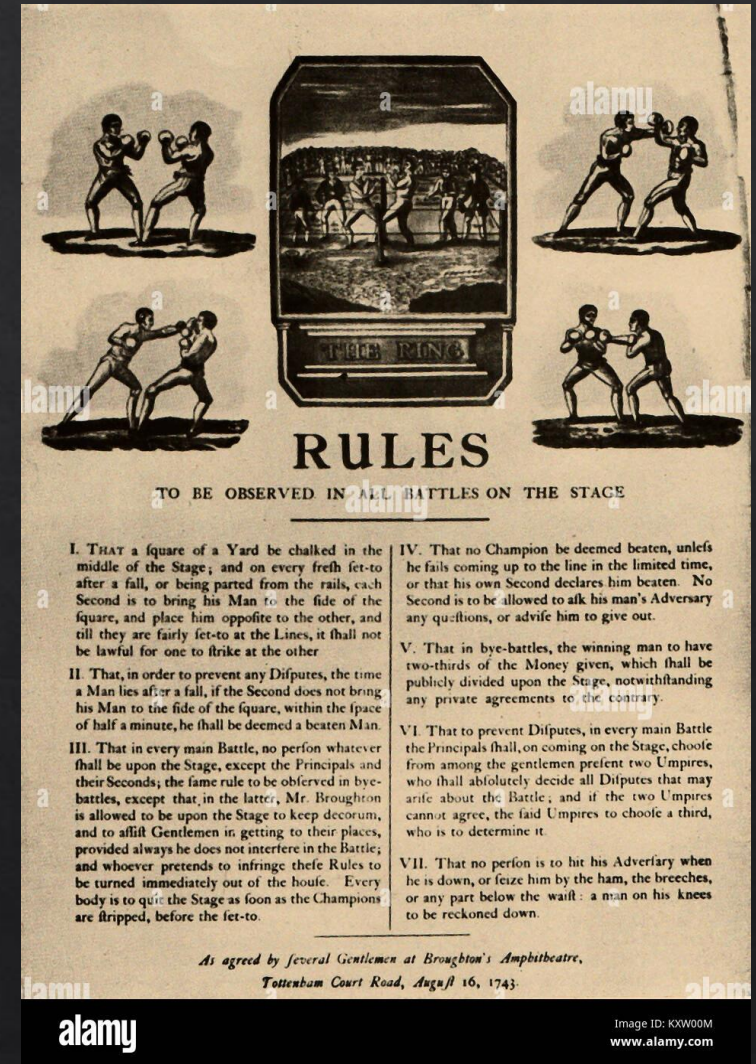 THE RING
RULES
TO BE OBSERVED IN ALL BATTLES ON THE STAGE
I. THAT a ſquare of a Yard be chalked in the
middle of the Stage; and on every freſh ſet-to
after a fall, or being parted from the rails, each
Second is to bring his Man to the ſide of the
ſquare, and place him oppoſite to the other, and
till they are fairly ſet-to at the Lines, it ſhall not
be lawful for one to ſtrike at the other
II. That, in order to prevent any Diſputes, the time
a Man lies after a fall, if the Second does not bring
his Man to the ſide of the ſquare, within the ſpace
of half a minute, he ſhall be deemed a beaten Man.
III. That in every main Battle, no perſon whatever
ſhall be upon the Stage, except the Principals and
their Seconds; the ſame rule to be obſerved in bye-
battles, except that in the latter, Mr. Broughton
is allowed to be upon the Stage to keep decorum,
and to aſſiſt Gentlemen in getting to their places,
provided always he does not interfere in the Battle;
and whoever pretends to infringe theſe Rules to
be turned immediately out of the houſe. Every
body is to quit the Stage as ſoon as the Champions
are ſtripped, before the ſet-to.
IV. That no Champion be deemed beaten, unleſs
he fails coming up to the line in the limited time,
or that his own Second declares him beaten. No
Second is to be allowed to aſk his man's Adverſary
any queſtions, or adviſe him to give out.
V. That in bye-battles, the winning man to have
two-thirds of the Money given, which ſhall be
publicly divided upon the Stage, notwithſtanding
any private agreements to the contrary.
VI. That to prevent Diſputes, in every main Battle
the Principals ſhall, on coming on the Stage, chooſe
from among the gentlemen preſent two Umpires,
who ſhall abſolutely decide all Diſputes that may
ariſe about the Battle; and if the two Umpires
cannot agree, the ſaid Umpires to chooſe a third,
who is to determine it.
VII. That no perſon is to hit his Adverſary when
he is down, or ſeize him by the ham, the breeches,
or any part below the waiſt: a man on his knees
to be reckoned down.
As agreed by ſeveral Gentlemen at Broughton's Amphitheatre,
Tottenham Court Road, Auguſt 16, 1743.
alamy
Image ID: KXW00M
www.alamy.com